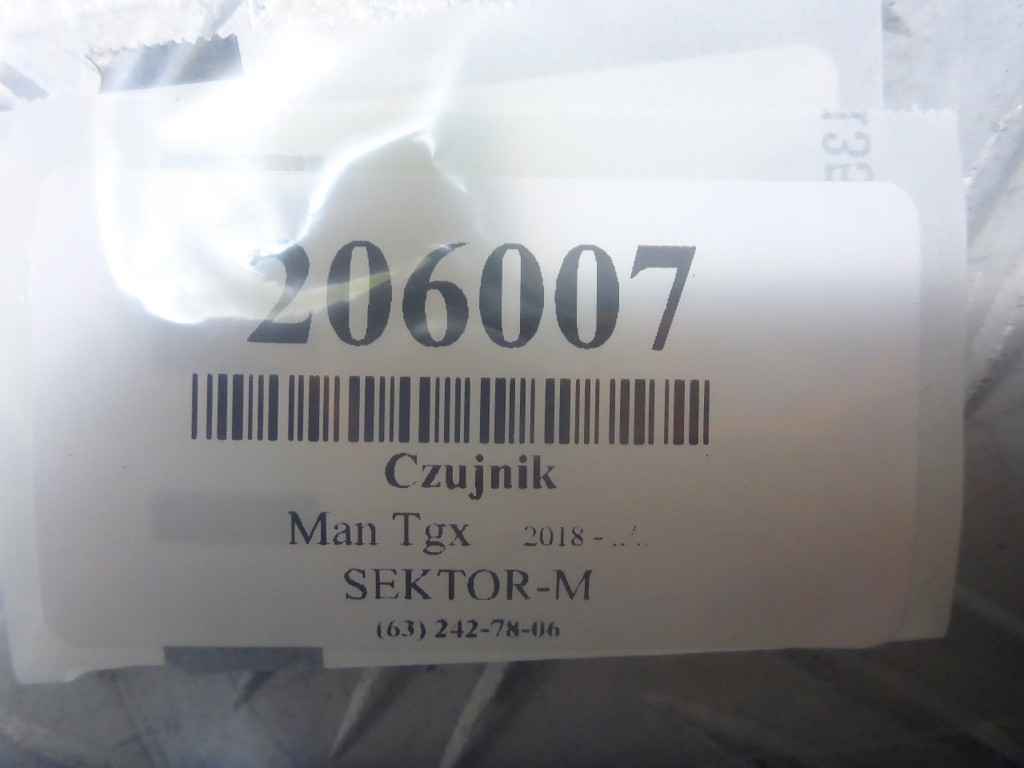 206007
Czujnik
Man Tgx 2018 -
SEKTOR-M
(63) 242-78-06